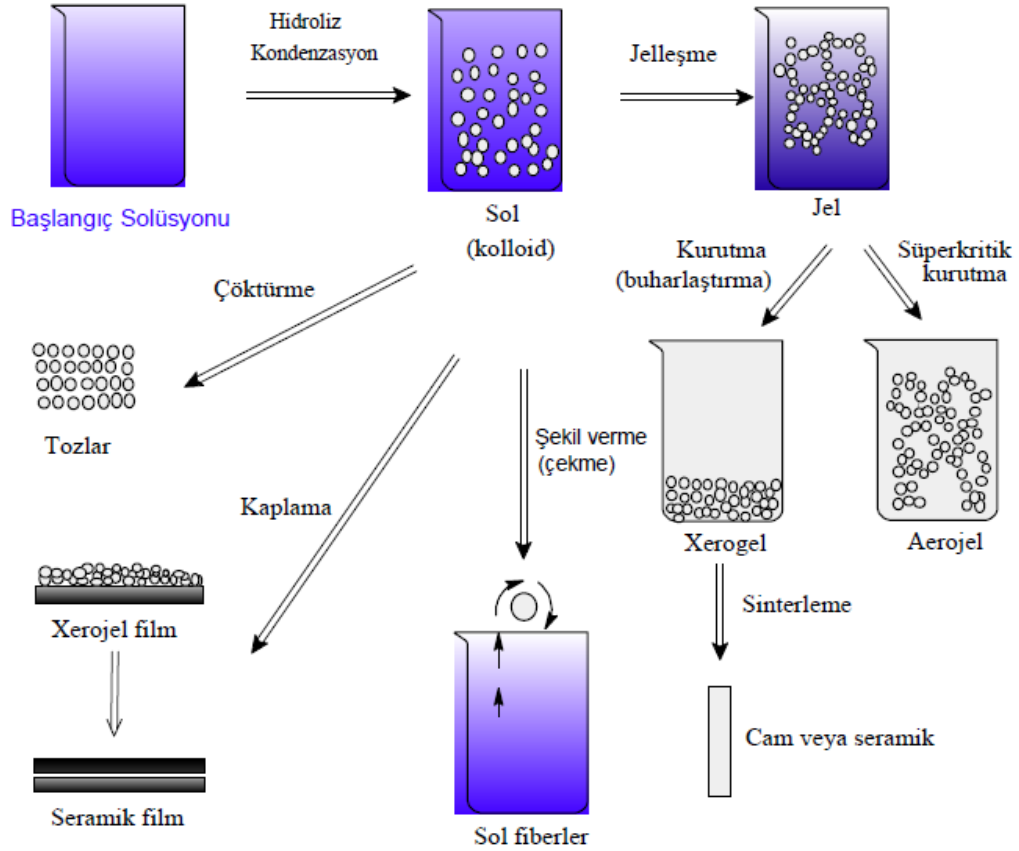 Hidroliz
Kondenzasyon
Jelleşme
Başlangıç Solüsyonu
Sol
(kolloid)
Jel
Çöktürme
Kurutma
(buharlaştırma)
Süperkritik
kurutma
Tozlar
Kaplama
Şekil verme
(çekme)
Xerogel
Aerojel
Xerojel film
Sinterleme
Seramik film
Sol fiberler
Cam veya seramik